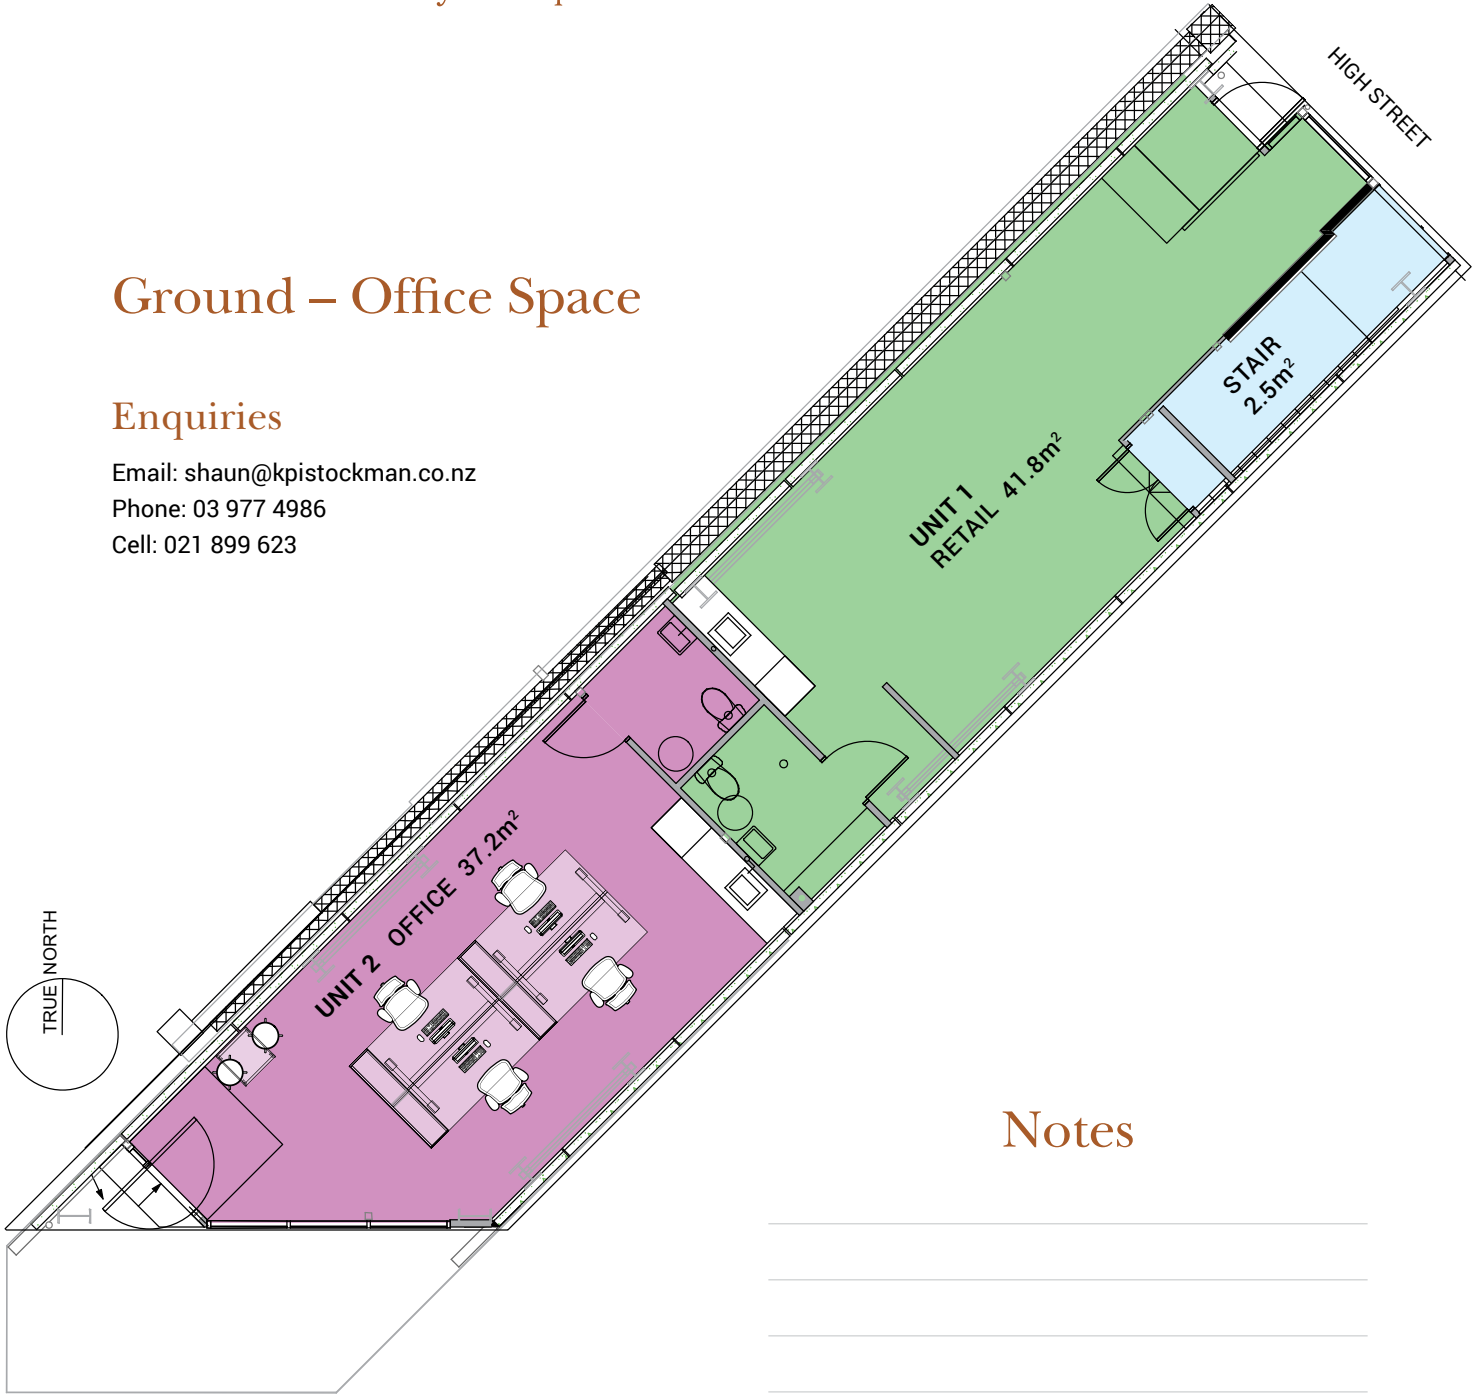 HIGH STREET
Ground – Office Space
Enquiries
Email: shaun@kpistockman.co.nz
Phone: 03 977 4986
Cell: 021 899 623
STAIR
2.5m²
UNIT 1
RETAIL 41.8m²
UNIT 2 OFFICE 37.2m²
TRUE NORTH
Notes